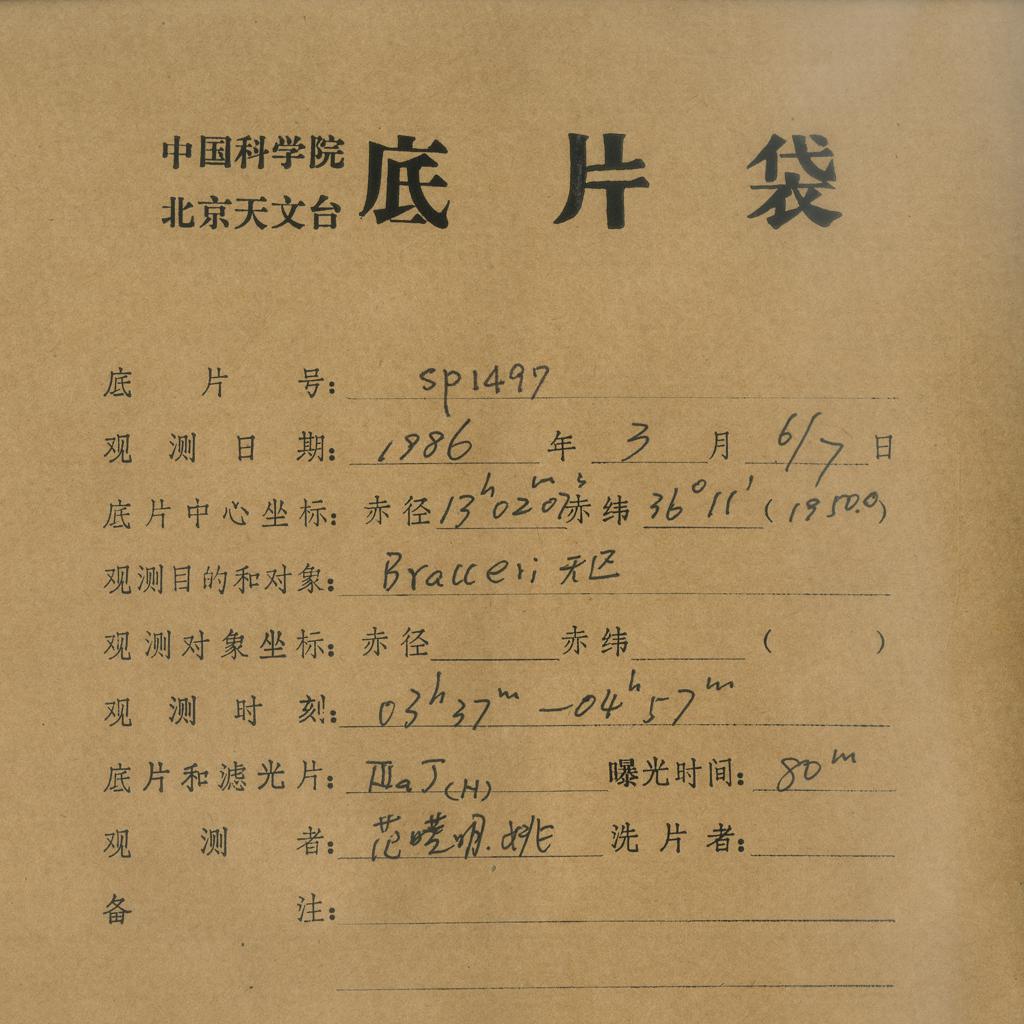 中国科学院
北京天文台
底片袋
底片号: sp1497
观测日期: 1986 年 3 月 6/7 日
底片中心坐标: 赤径 13h02m07s 赤纬 36°11′ (1950.0)
观测目的和对象: Bracceri 天区
观测对象坐标: 赤径 赤纬 ( )
观测时刻: 03h37m—04h57m
底片和滤光片: ⅢaJ(H) 曝光时间: 80m
观测者: 范 明.姚 洗片者:
备注: